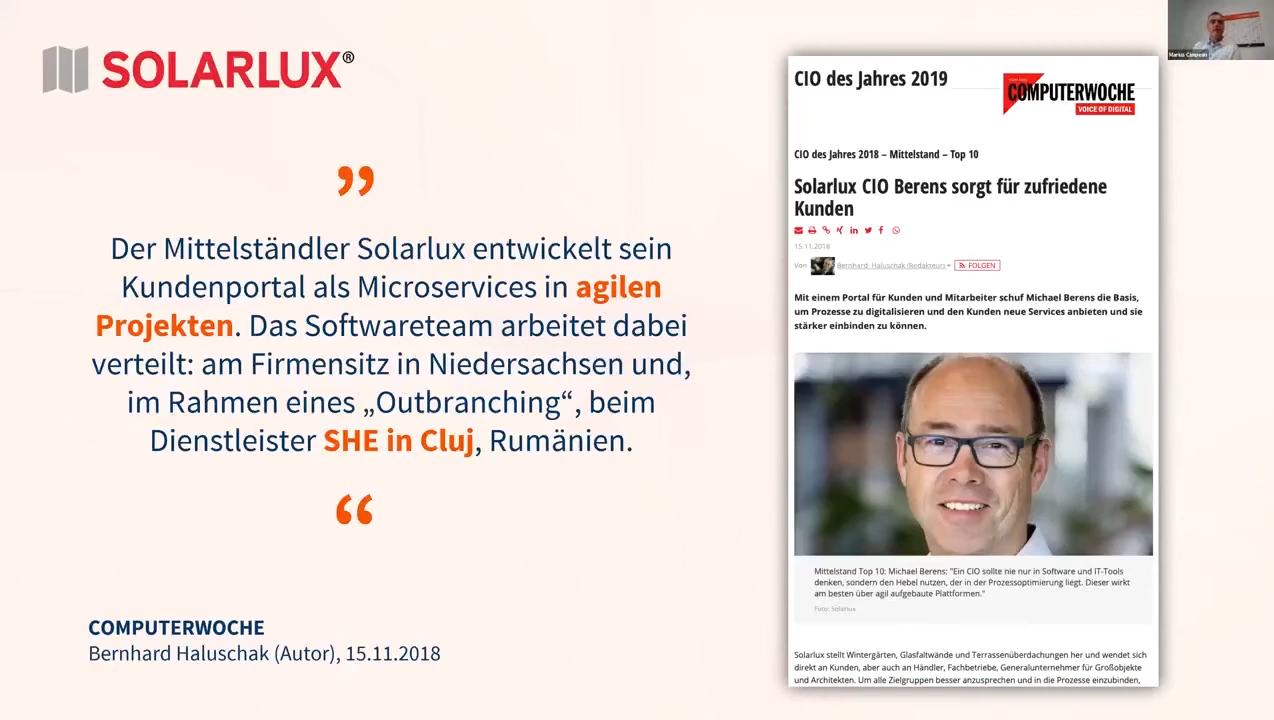 SOLARLUX®
„
Der Mittelständler Solarlux entwickelt sein
Kundenportal als Microservices in agilen
Projekten. Das Softwareteam arbeitet dabei
verteilt: am Firmensitz in Niedersachsen und,
im Rahmen eines „Outbranching“, beim
Dienstleister SHE in Cluj, Rumänien.
“
COMPUTERWOCHE
Bernhard Haluschak (Autor), 15.11.2018
CIO des Jahres 2019
COMPUTERWOCHE
VOICE OF DIGITAL
CIO des Jahres 2018 – Mittelstand – Top 10
Solarlux CIO Berens sorgt für zufriedene
Kunden
15.11.2018
Von Bernhard Haluschak (Redakteur) FOLGEN
Mit einem Portal für Kunden und Mitarbeiter schuf Michael Berens die Basis,
um Prozesse zu digitalisieren und den Kunden neue Services anbieten und sie
stärker einbinden zu können.
Mittelstand Top 10: Michael Berens: "Ein CIO sollte nie nur in Software und IT-Tools
denken, sondern den Hebel nutzen, der in der Prozessoptimierung liegt. Dieser wirkt
am besten über agil aufgebaute Plattformen."
Foto: Solarlux
Solarlux stellt Wintergärten, Glasfaltwände und Terrassenüberdachungen her und wendet sich
direkt an Kunden, aber auch an Händler, Fachbetriebe, Generalunternehmer für Großobjekte
und Architekten. Um alle Zielgruppen besser anzusprechen und in die Prozesse einzubinden,
Marius Cimpean